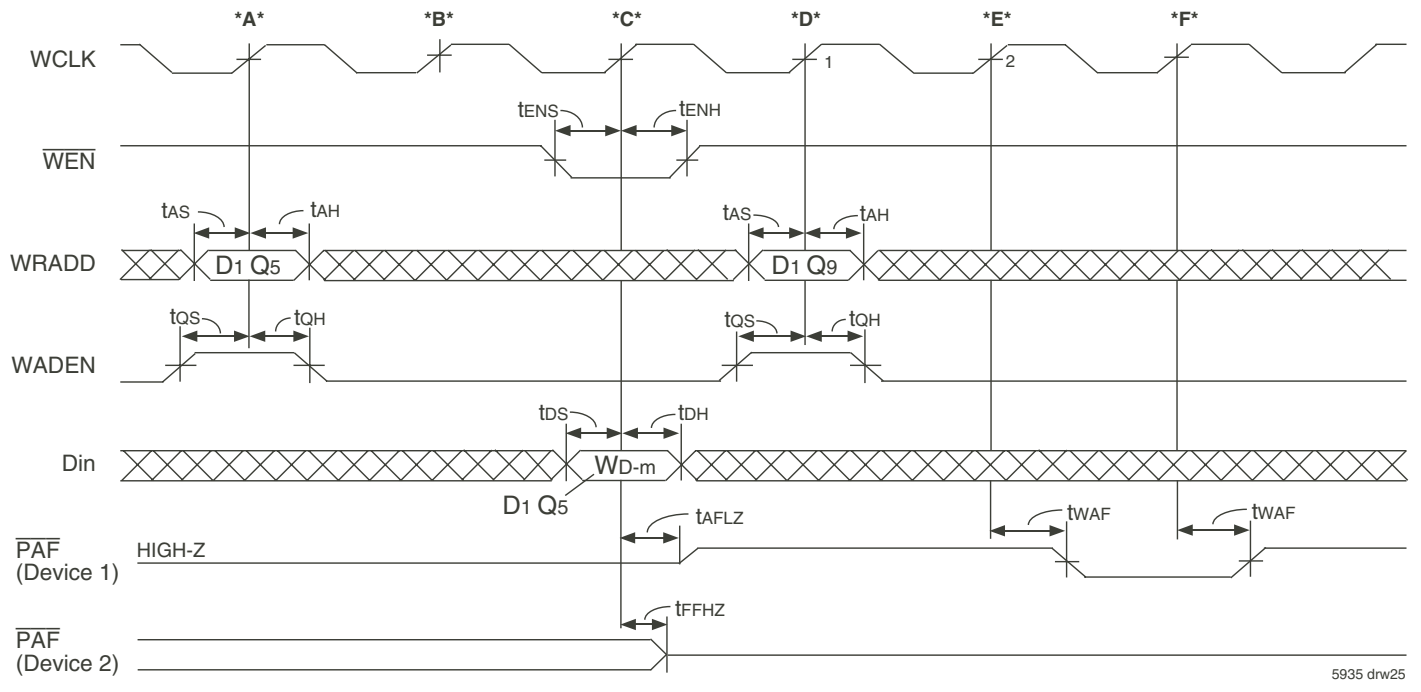 *A* *B* *C* *D* *E* *F*
WCLK 1 2
tENS tENH
WEN
tAS tAH tAS tAH
WRADD D1 Q5 D1 Q9
tQS tQH tQS tQH
WADEN
tDS tDH
Din WD-m
D1 Q5
tAFLZ tWAF tWAF
PAF HIGH-Z
(Device 1)
tFFHZ
PAF
(Device 2)
5935 drw25